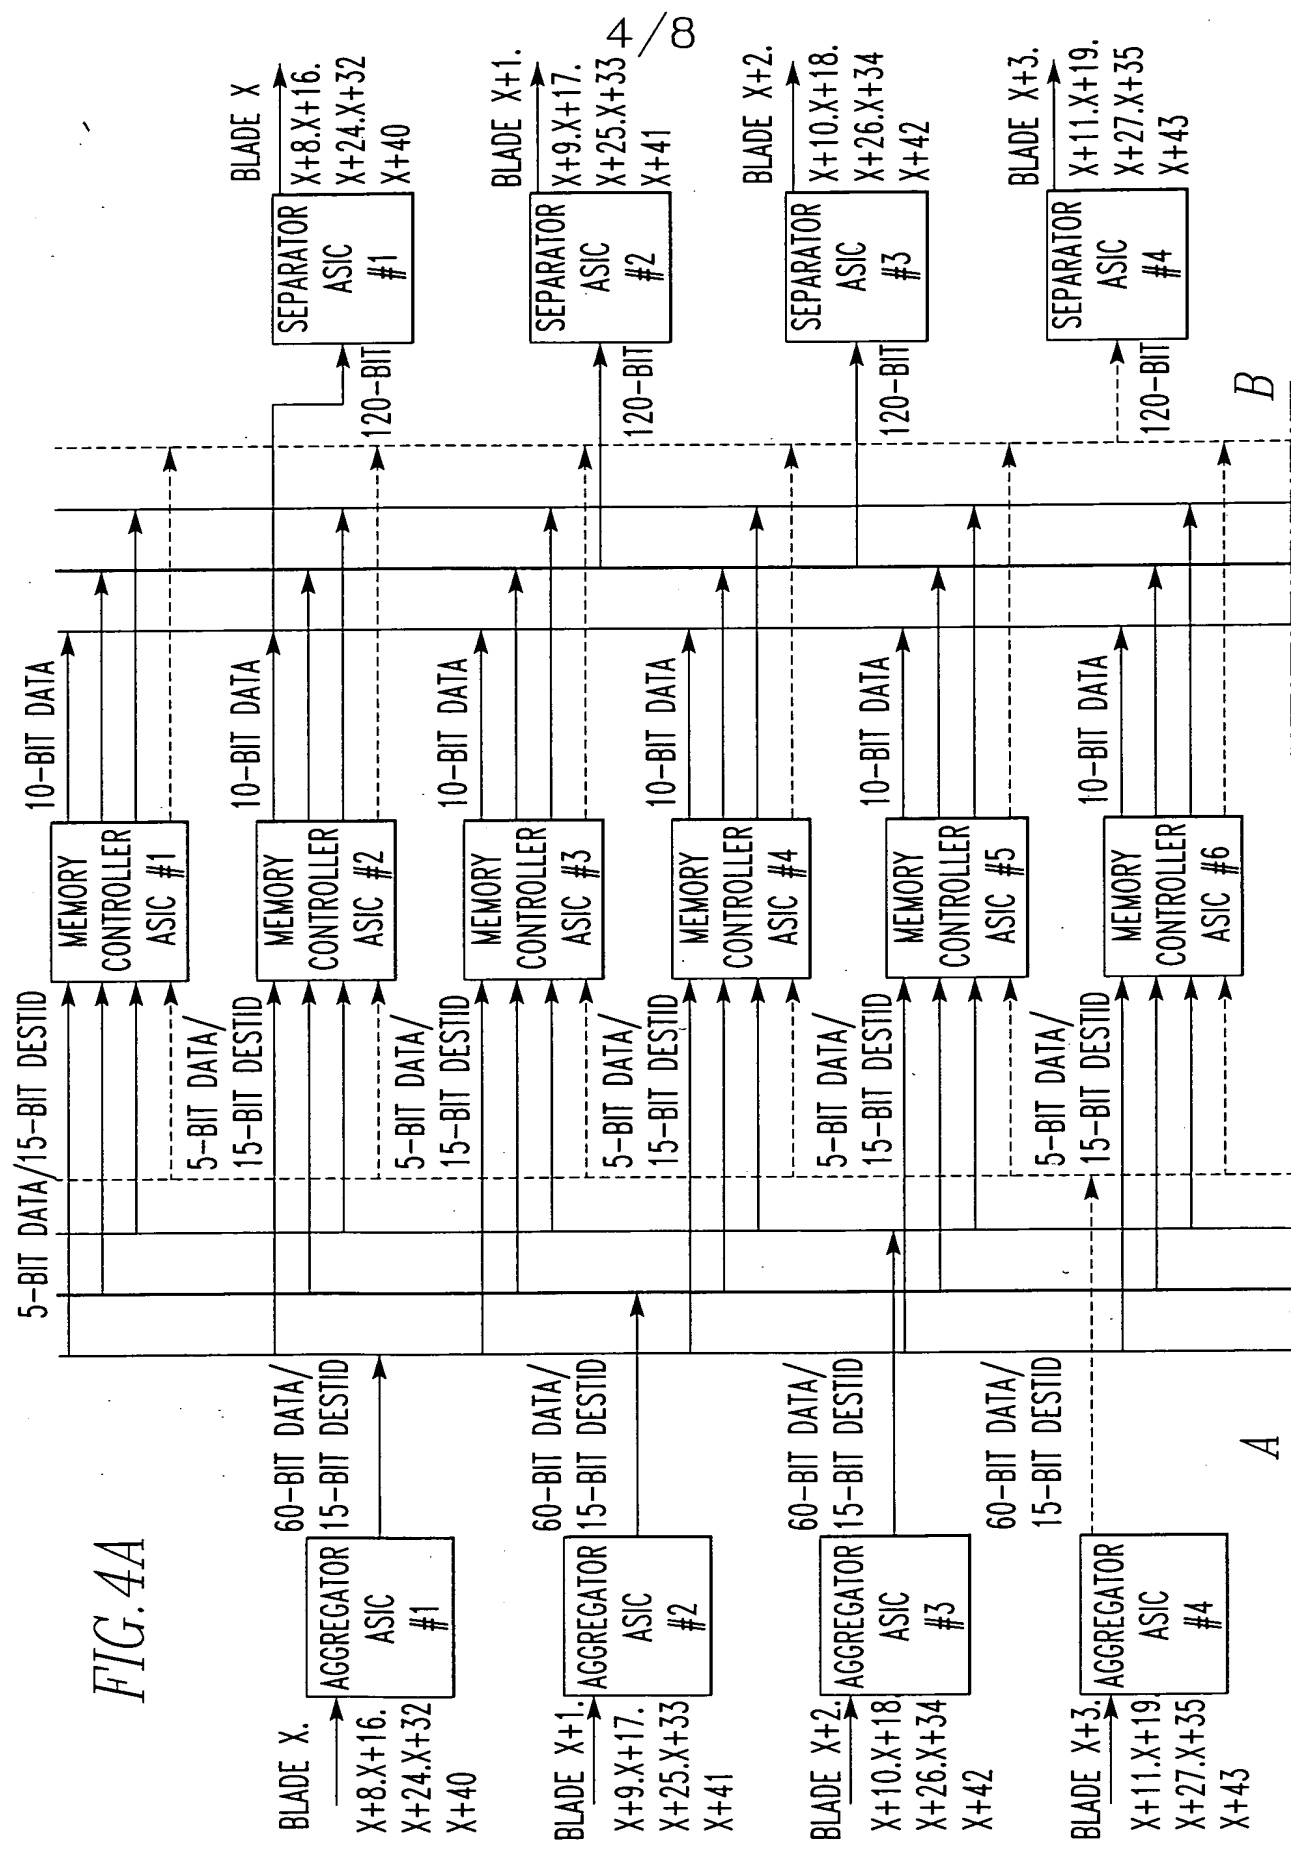 4/8
FIG.4A
BLADE X.
X+8.X+16.
X+24.X+32
X+40
AGGREGATOR
ASIC
#1
60-BIT DATA/
15-BIT DESTID
BLADE X+1.
X+9.X+17.
X+25.X+33
X+41
AGGREGATOR
ASIC
#2
60-BIT DATA/
15-BIT DESTID
BLADE X+2.
X+10.X+18.
X+26.X+34
X+42
AGGREGATOR
ASIC
#3
60-BIT DATA/
15-BIT DESTID
BLADE X+3.
X+11.X+19.
X+27.X+35
X+43
AGGREGATOR
ASIC
#4
60-BIT DATA/
15-BIT DESTID
A
5-BIT DATA/15-BIT DESTID
5-BIT DATA/
15-BIT DESTID
5-BIT DATA/
15-BIT DESTID
5-BIT DATA/
15-BIT DESTID
5-BIT DATA/
15-BIT DESTID
5-BIT DATA/
15-BIT DESTID
MEMORY
CONTROLLER
ASIC #1
MEMORY
CONTROLLER
ASIC #2
MEMORY
CONTROLLER
ASIC #3
MEMORY
CONTROLLER
ASIC #4
MEMORY
CONTROLLER
ASIC #5
MEMORY
CONTROLLER
ASIC #6
10-BIT DATA
10-BIT DATA
10-BIT DATA
10-BIT DATA
10-BIT DATA
10-BIT DATA
120-BIT
SEPARATOR
ASIC
#1
BLADE X
X+8.X+16.
X+24.X+32
X+40
120-BIT
SEPARATOR
ASIC
#2
BLADE X+1.
X+9.X+17.
X+25.X+33
X+41
120-BIT
SEPARATOR
ASIC
#3
BLADE X+2.
X+10.X+18.
X+26.X+34
X+42
120-BIT
SEPARATOR
ASIC
#4
BLADE X+3.
X+11.X+19.
X+27.X+35
X+43
B